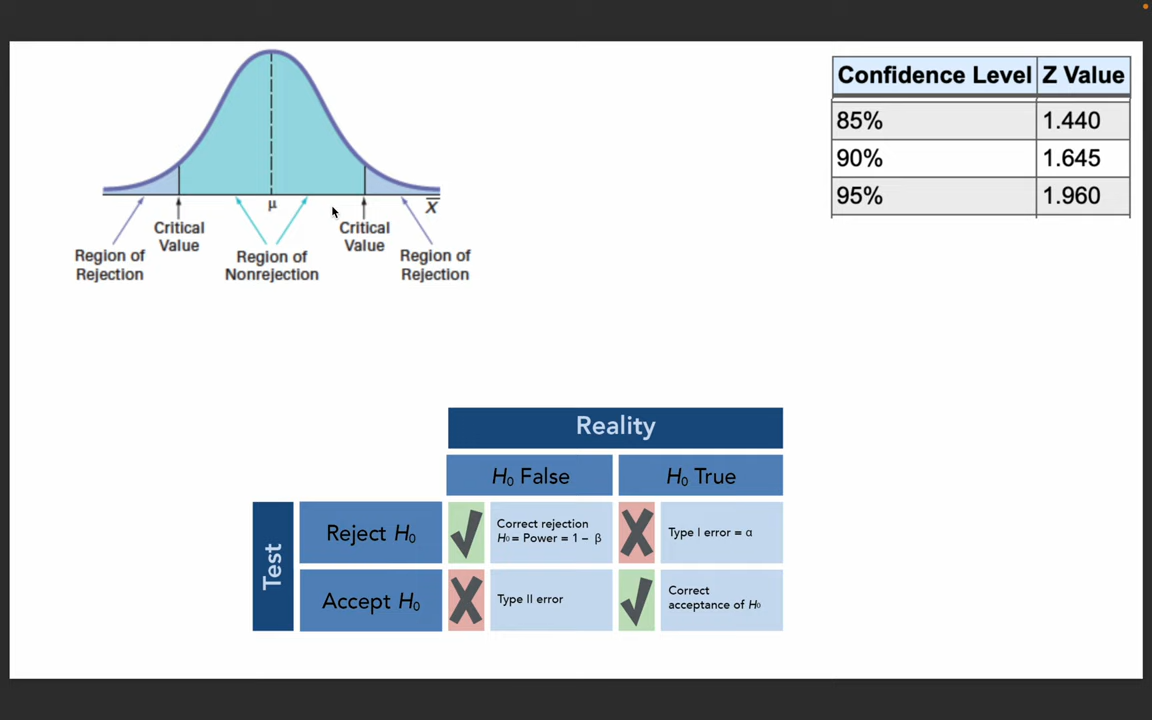 μ
X̅
Critical
Value
Critical
Value
Region of
Rejection
Region of
Nonrejection
Region of
Rejection
Confidence Level Z Value
85% 1.440
90% 1.645
95% 1.960
Reality
H₀ False H₀ True
Test
Reject H₀
Correct rejection
H₀ = Power = 1 – β
Type I error = α
Accept H₀
Type II error
Correct
acceptance of H₀